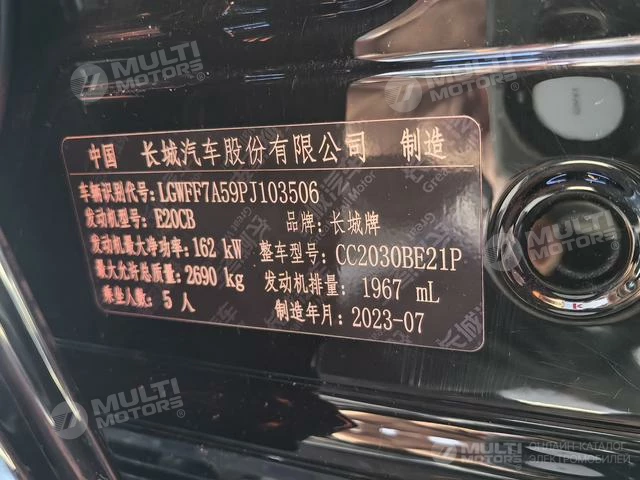 MULTI MOTORS®
MULTI MOTORS®
中国 长城汽车股份有限公司 制造
车辆识别代号: LGWFF7A59PJ103506
发动机型号: E20CB 品牌: 长城牌
发动机最大净功率: 162 kW 整车型号: CC2030BE21P
最大允许总质量: 2690 kg 发动机排量: 1967 mL
乘坐人数: 5 人 制造年月: 2023-07
MULTI MOTORS®
MULTI MOTORS
ОНЛАЙН-КАТАЛОГ
ЭЛЕКТРОМОБИЛЕЙ